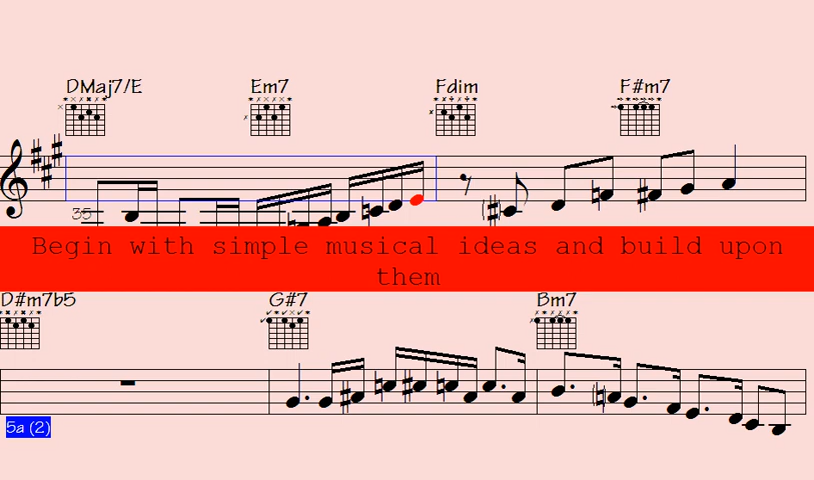 DMaj7/E Em7 Fdim F#m7
35
Begin with simple musical ideas and build upon
them
D#m7b5 G#7 Bm7
5a (2)